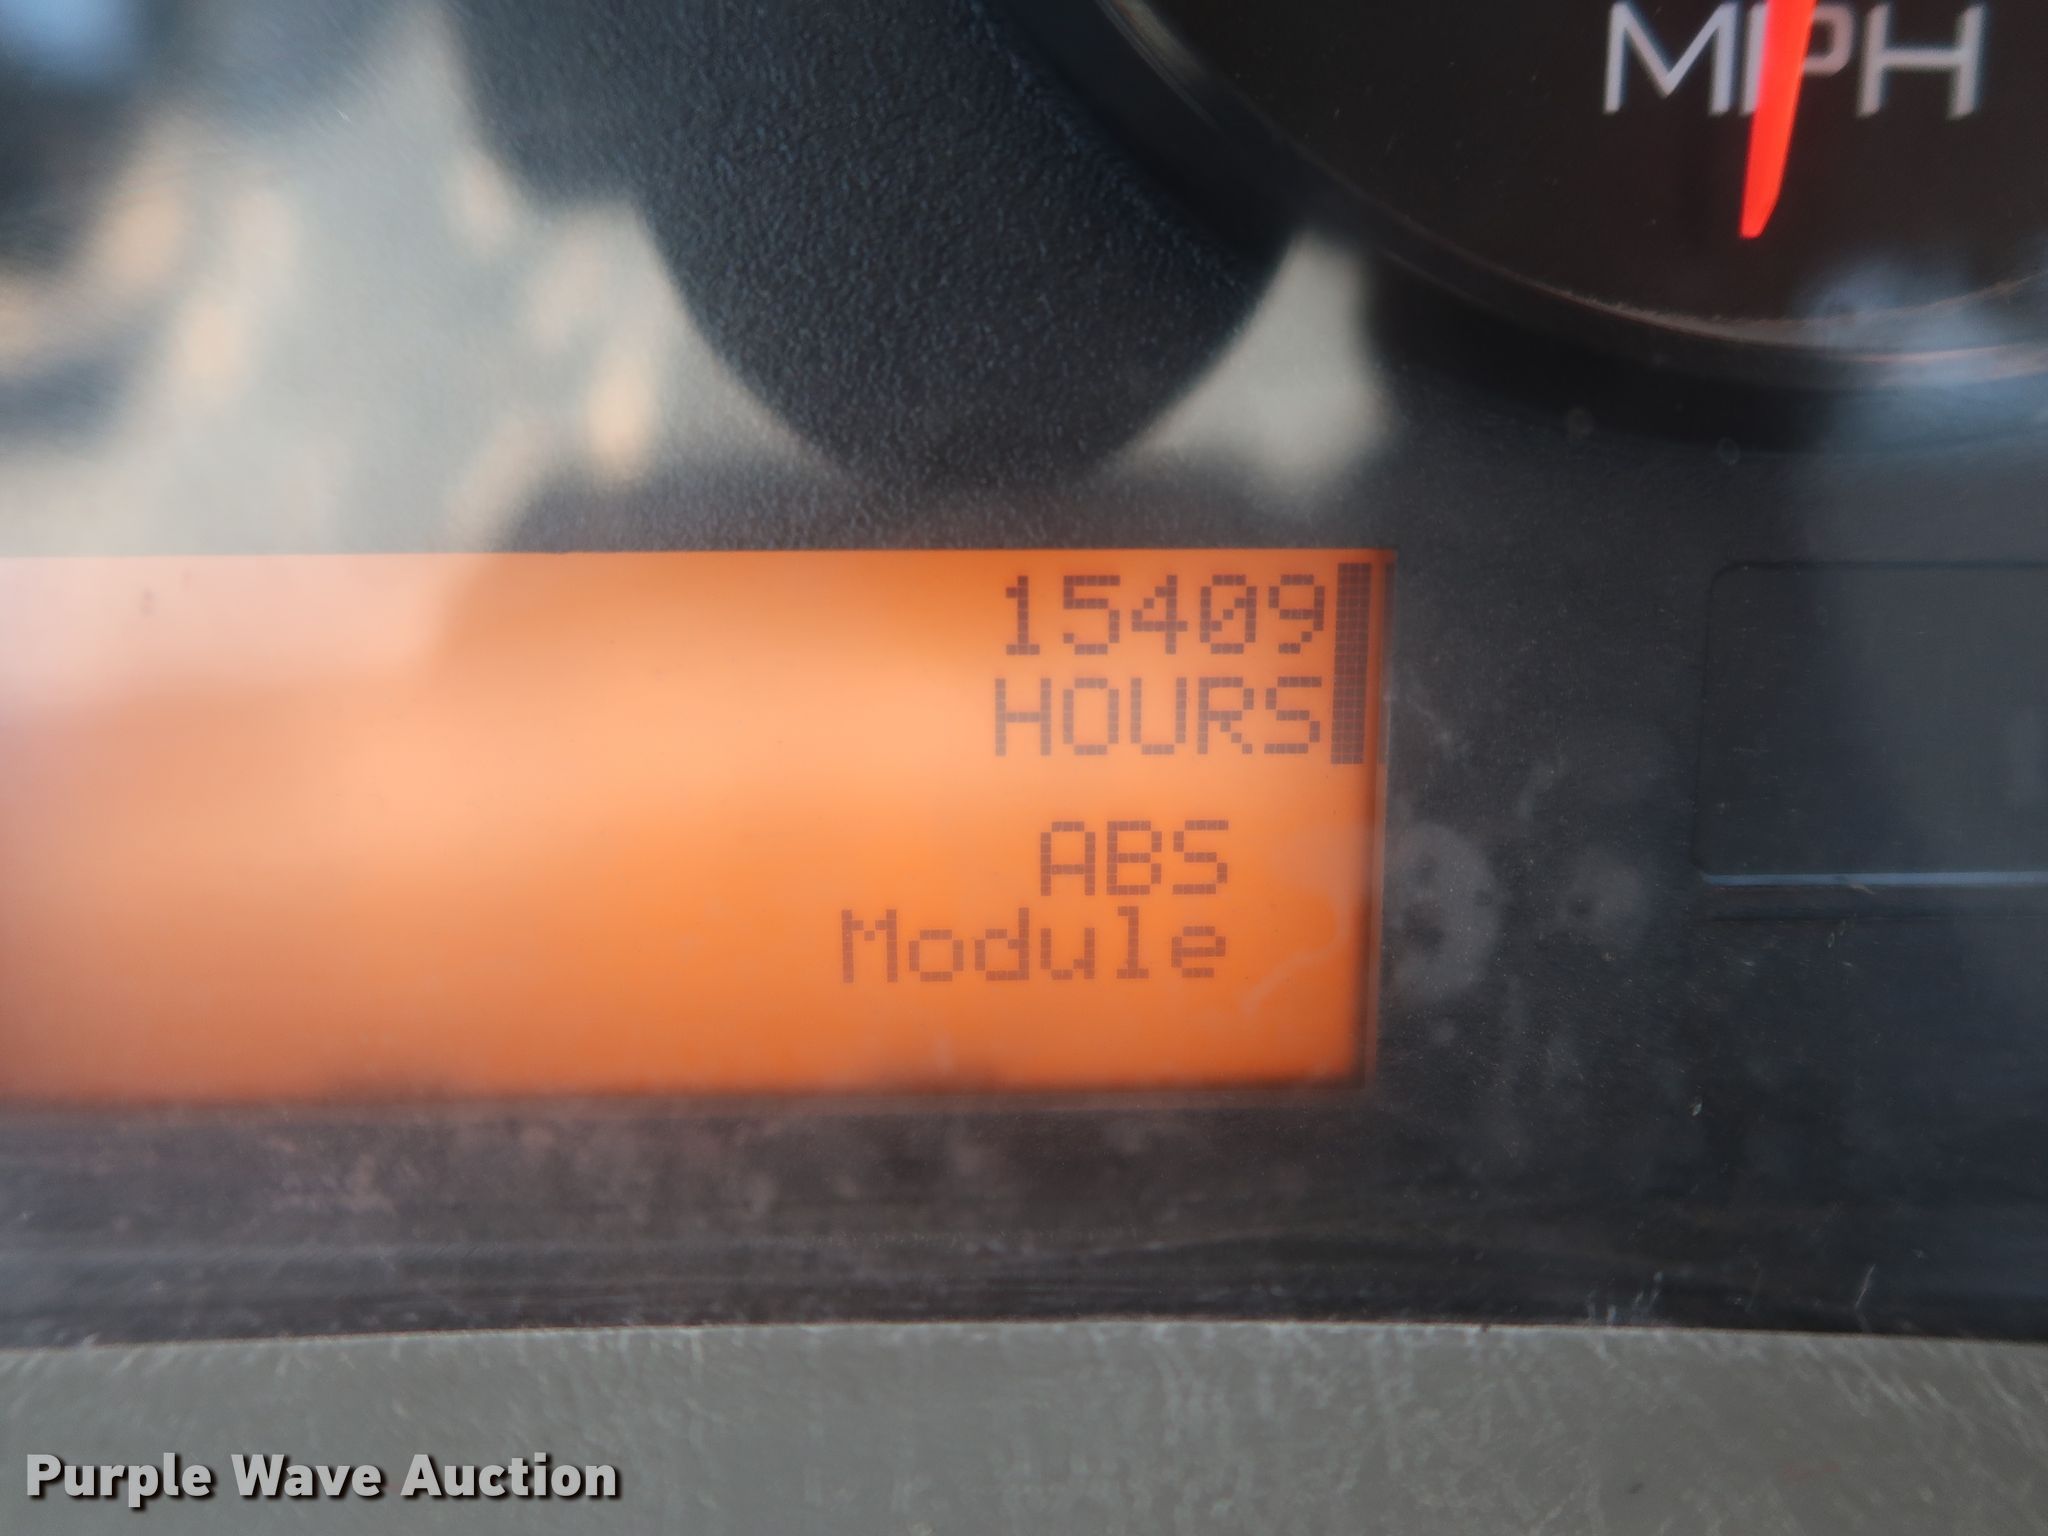 MPH
15409
HOURS
ABS
Module
Purple Wave Auction